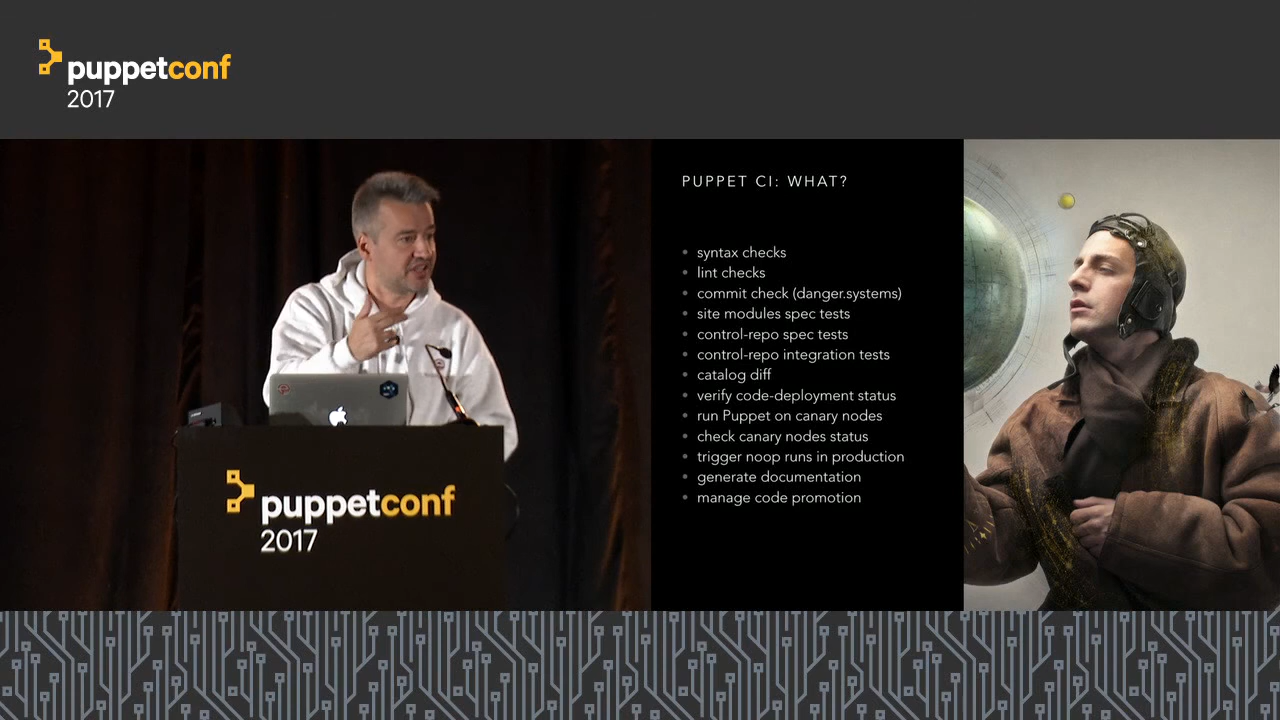 puppetconf
2017
PUPPET CI: WHAT?
• syntax checks
• lint checks
• commit check (danger.systems)
• site modules spec tests
• control-repo spec tests
• control-repo integration tests
• catalog diff
• verify code-deployment status
• run Puppet on canary nodes
• check canary nodes status
• trigger noop runs in production
• generate documentation
• manage code promotion
puppetconf
2017